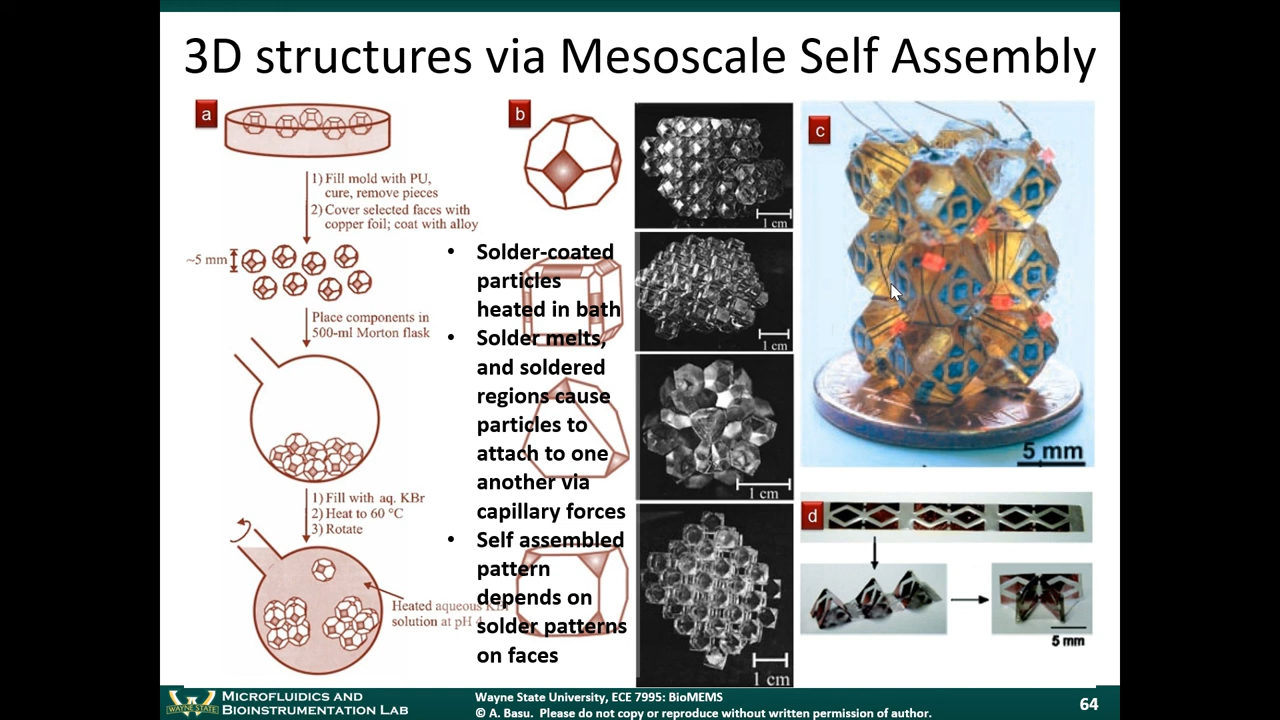 3D structures via Mesoscale Self Assembly
a
1) Fill mold with PU,
cure, remove pieces
2) Cover selected faces with
copper foil; coat with alloy
~5 mm
Place components in
500-ml Morton flask
1) Fill with aq. KBr
2) Heat to 60 °C
3) Rotate
Heated aqueous KBr
solution at pH 4
b
• Solder-coated
particles
heated in bath
• Solder melts,
and soldered
regions cause
particles to
attach to one
another via
capillary forces
• Self assembled
pattern
depends on
solder patterns
on faces
1 cm
1 cm
1 cm
1 cm
c
5 mm
d
5 mm
WAYNE STATE
MICROFLUIDICS AND
BIOINSTRUMENTATION LAB
Wayne State University, ECE 7995: BioMEMS
© A. Basu. Please do not copy or reproduce without written permission of author.
64